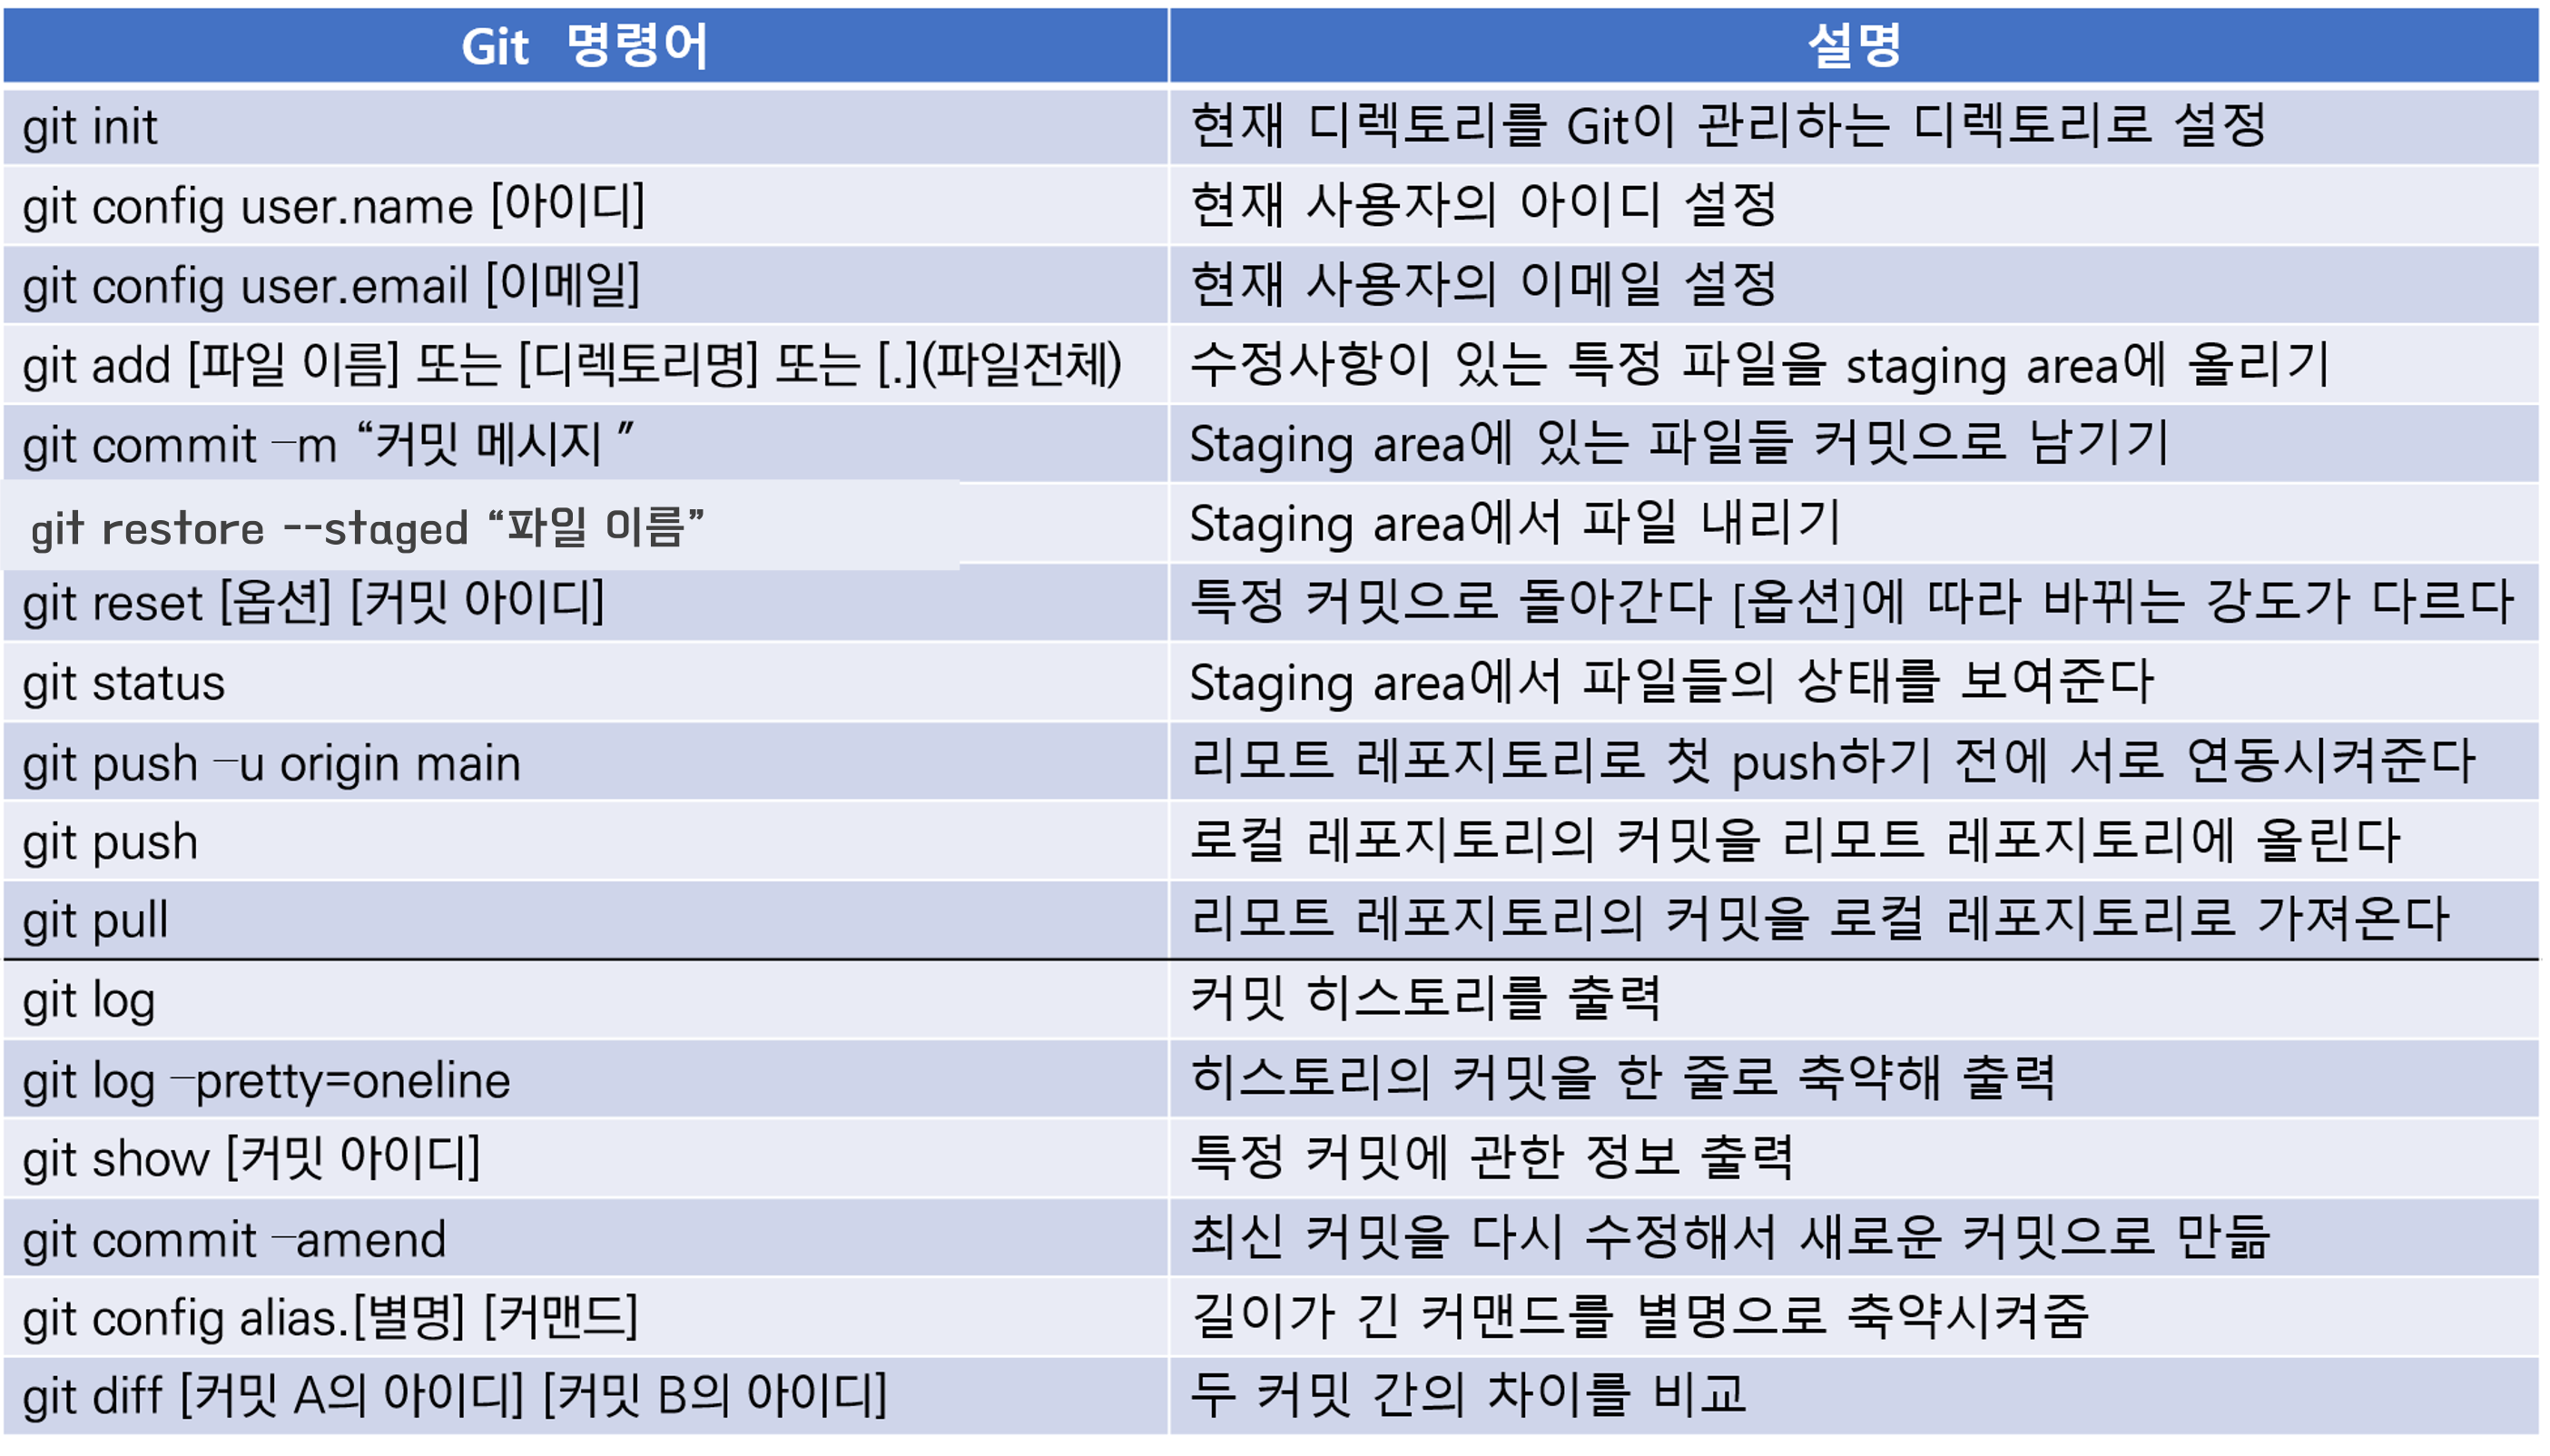 Git 명령어 설명
git init 현재 디렉토리를 Git이 관리하는 디렉토리로 설정
git config user.name [아이디] 현재 사용자의 아이디 설정
git config user.email [이메일] 현재 사용자의 이메일 설정
git add [파일 이름] 또는 [디렉토리명] 또는 [.](파일전체) 수정사항이 있는 특정 파일을 staging area에 올리기
git commit –m “커밋 메시지 ” Staging area에 있는 파일들 커밋으로 남기기
git restore --staged “파일 이름” Staging area에서 파일 내리기
git reset [옵션] [커밋 아이디] 특정 커밋으로 돌아간다 [옵션]에 따라 바뀌는 강도가 다르다
git status Staging area에서 파일들의 상태를 보여준다
git push –u origin main 리모트 레포지토리로 첫 push하기 전에 서로 연동시켜준다
git push 로컬 레포지토리의 커밋을 리모트 레포지토리에 올린다
git pull 리모트 레포지토리의 커밋을 로컬 레포지토리로 가져온다
git log 커밋 히스토리를 출력
git log –pretty=oneline 히스토리의 커밋을 한 줄로 축약해 출력
git show [커밋 아이디] 특정 커밋에 관한 정보 출력
git commit –amend 최신 커밋을 다시 수정해서 새로운 커밋으로 만듦
git config alias.[별명] [커맨드] 길이가 긴 커맨드를 별명으로 축약시켜줌
git diff [커밋 A의 아이디] [커밋 B의 아이디] 두 커밋 간의 차이를 비교